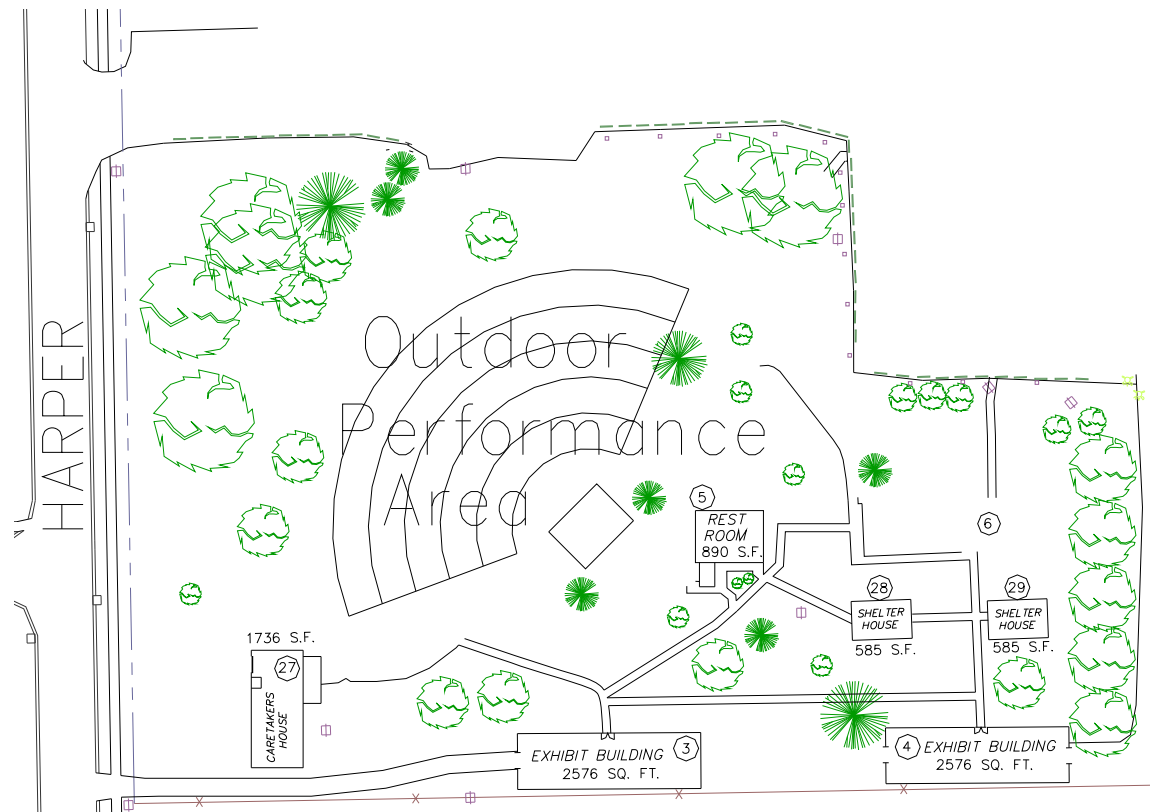 HARPER
Outdoor
Performance
Area
5
REST
ROOM
890 S.F.
6
28
SHELTER
HOUSE
585 S.F.
29
SHELTER
HOUSE
585 S.F.
1736 S.F.
27
CARETAKERS
HOUSE
EXHIBIT BUILDING
2576 SQ. FT.
3
4
EXHIBIT BUILDING
2576 SQ. FT.